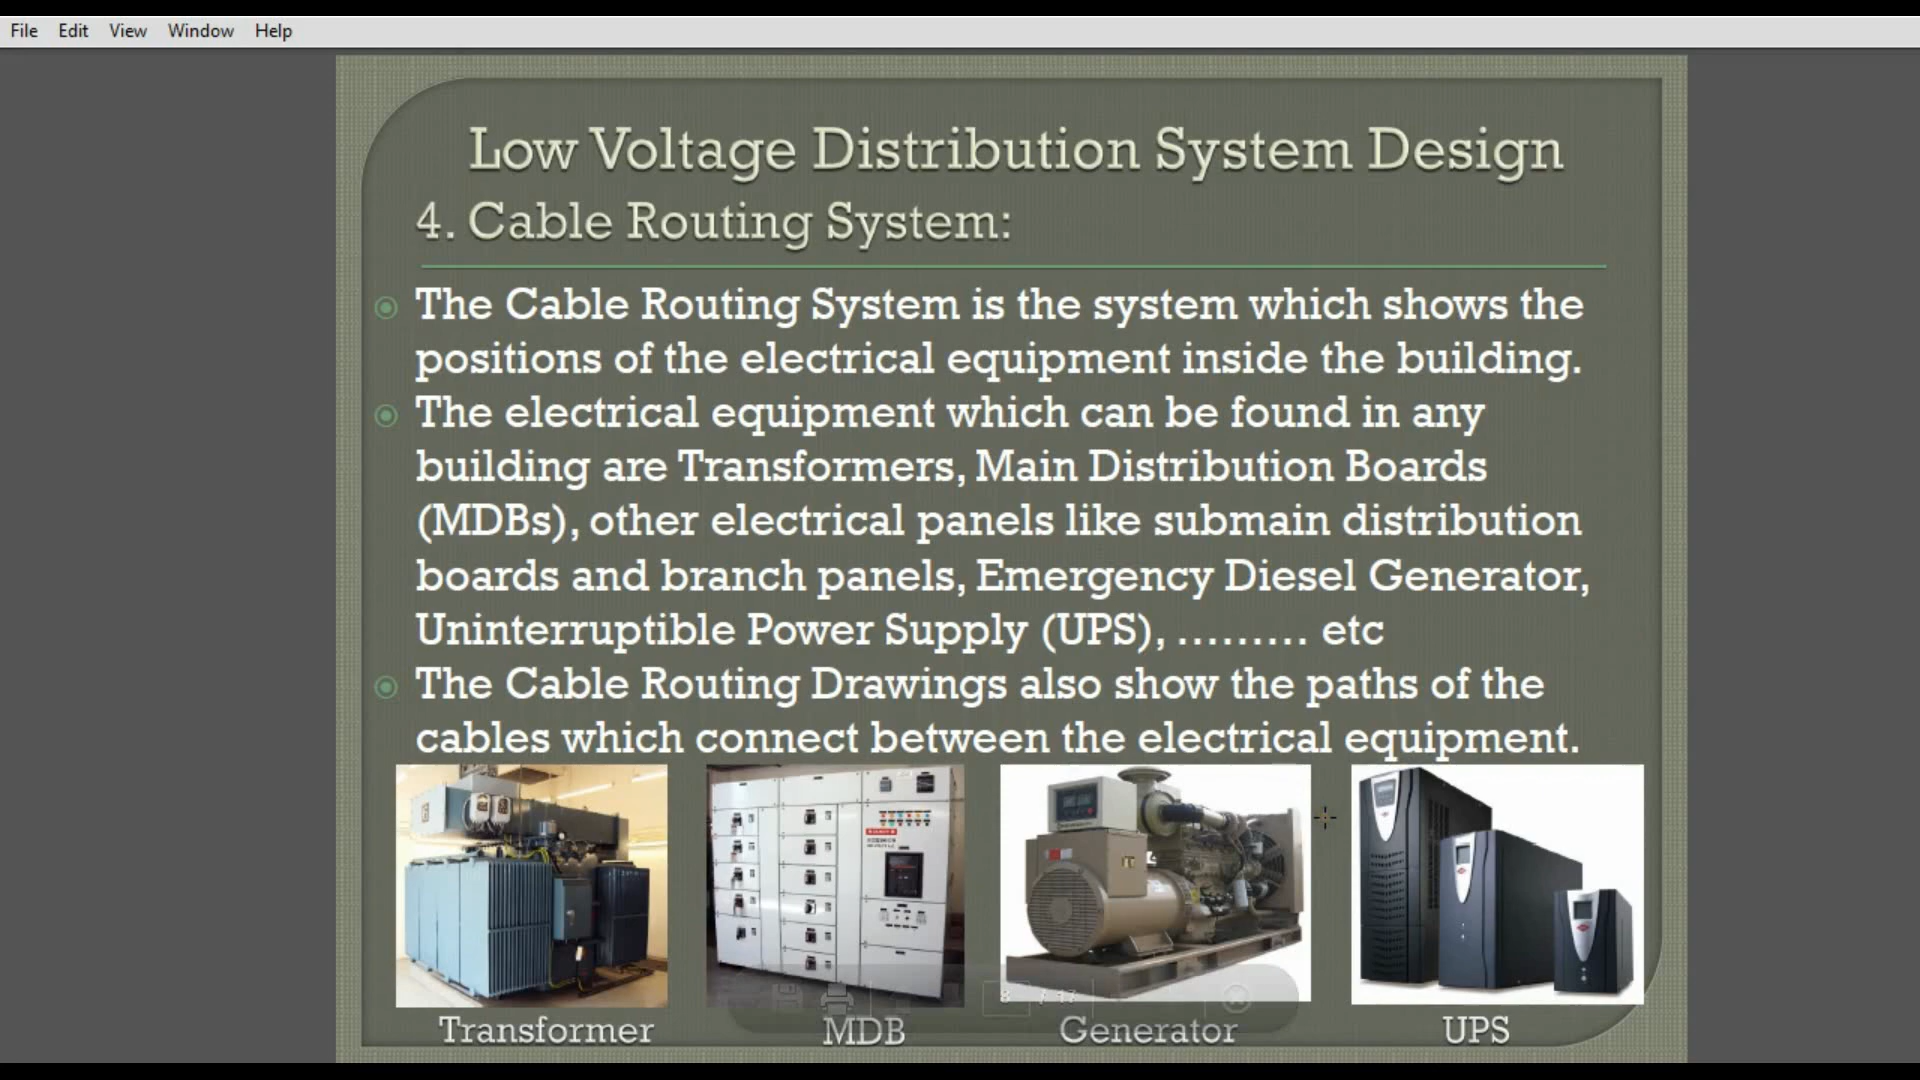 File Edit View Window Help
Low Voltage Distribution System Design
4. Cable Routing System:
The Cable Routing System is the system which shows the
positions of the electrical equipment inside the building.
The electrical equipment which can be found in any
building are Transformers, Main Distribution Boards
(MDBs), other electrical panels like submain distribution
boards and branch panels, Emergency Diesel Generator,
Uninterruptible Power Supply (UPS), ......... etc
The Cable Routing Drawings also show the paths of the
cables which connect between the electrical equipment.
8 / 17
Transformer MDB Generator UPS